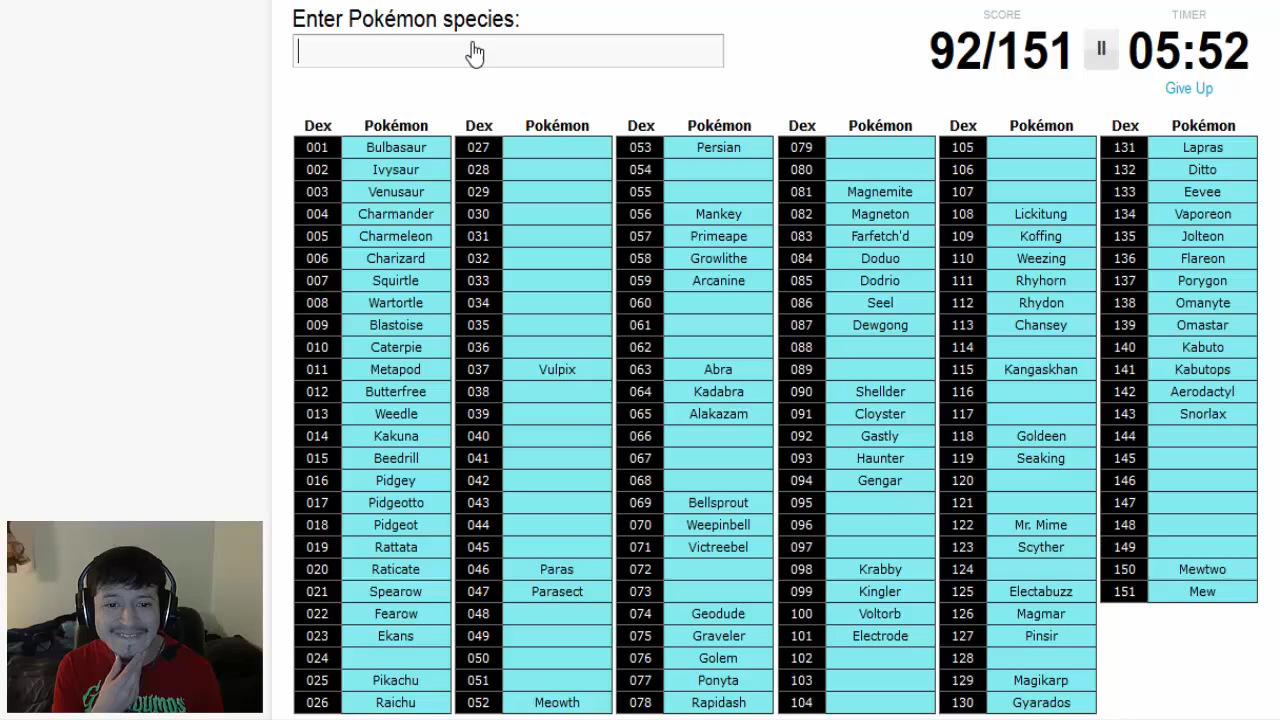 Enter Pokémon species:
SCORE
TIMER
92/151
05:52
Give Up
Dex Pokémon Dex Pokémon Dex Pokémon Dex Pokémon Dex Pokémon Dex Pokémon
001 Bulbasaur 027 053 Persian 079 105 131 Lapras
002 Ivysaur 028 054 080 106 132 Ditto
003 Venusaur 029 055 081 Magnemite 107 133 Eevee
004 Charmander 030 056 Mankey 082 Magneton 108 Lickitung 134 Vaporeon
005 Charmeleon 031 057 Primeape 083 Farfetch'd 109 Koffing 135 Jolteon
006 Charizard 032 058 Growlithe 084 Doduo 110 Weezing 136 Flareon
007 Squirtle 033 059 Arcanine 085 Dodrio 111 Rhyhorn 137 Porygon
008 Wartortle 034 060 086 Seel 112 Rhydon 138 Omanyte
009 Blastoise 035 061 087 Dewgong 113 Chansey 139 Omastar
010 Caterpie 036 062 088 114 140 Kabuto
011 Metapod 037 Vulpix 063 Abra 089 115 Kangaskhan 141 Kabutops
012 Butterfree 038 064 Kadabra 090 Shellder 116 142 Aerodactyl
013 Weedle 039 065 Alakazam 091 Cloyster 117 143 Snorlax
014 Kakuna 040 066 092 Gastly 118 Goldeen 144
015 Beedrill 041 067 093 Haunter 119 Seaking 145
016 Pidgey 042 068 094 Gengar 120 146
017 Pidgeotto 043 069 Bellsprout 095 121 147
018 Pidgeot 044 070 Weepinbell 096 122 Mr. Mime 148
019 Rattata 045 071 Victreebel 097 123 Scyther 149
020 Raticate 046 Paras 072 098 Krabby 124 150 Mewtwo
021 Spearow 047 Parasect 073 099 Kingler 125 Electabuzz 151 Mew
022 Fearow 048 074 Geodude 100 Voltorb 126 Magmar
023 Ekans 049 075 Graveler 101 Electrode 127 Pinsir
024 050 076 Golem 102 128
025 Pikachu 051 077 Ponyta 103 129 Magikarp
026 Raichu 052 Meowth 078 Rapidash 104 130 Gyarados